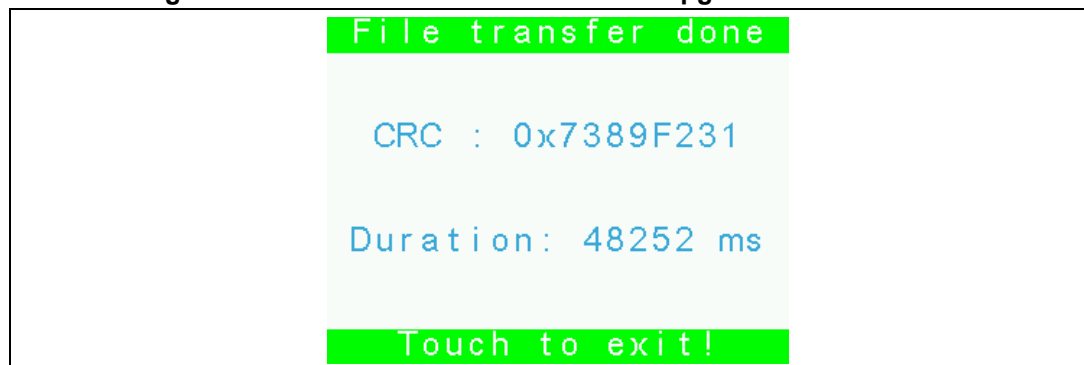 File transfer done
CRC : 0x7389F231
Duration: 48252 ms
Touch to exit!